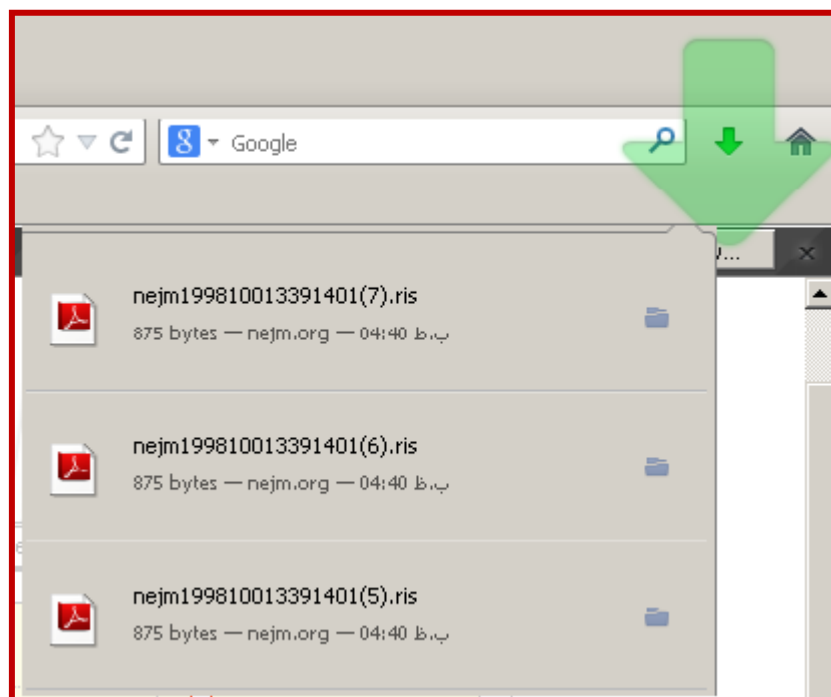 Google
nejm199810013391401(7).ris
875 bytes — nejm.org — 04:40 ب.ظ
nejm199810013391401(6).ris
875 bytes — nejm.org — 04:40 ب.ظ
nejm199810013391401(5).ris
875 bytes — nejm.org — 04:40 ب.ظ